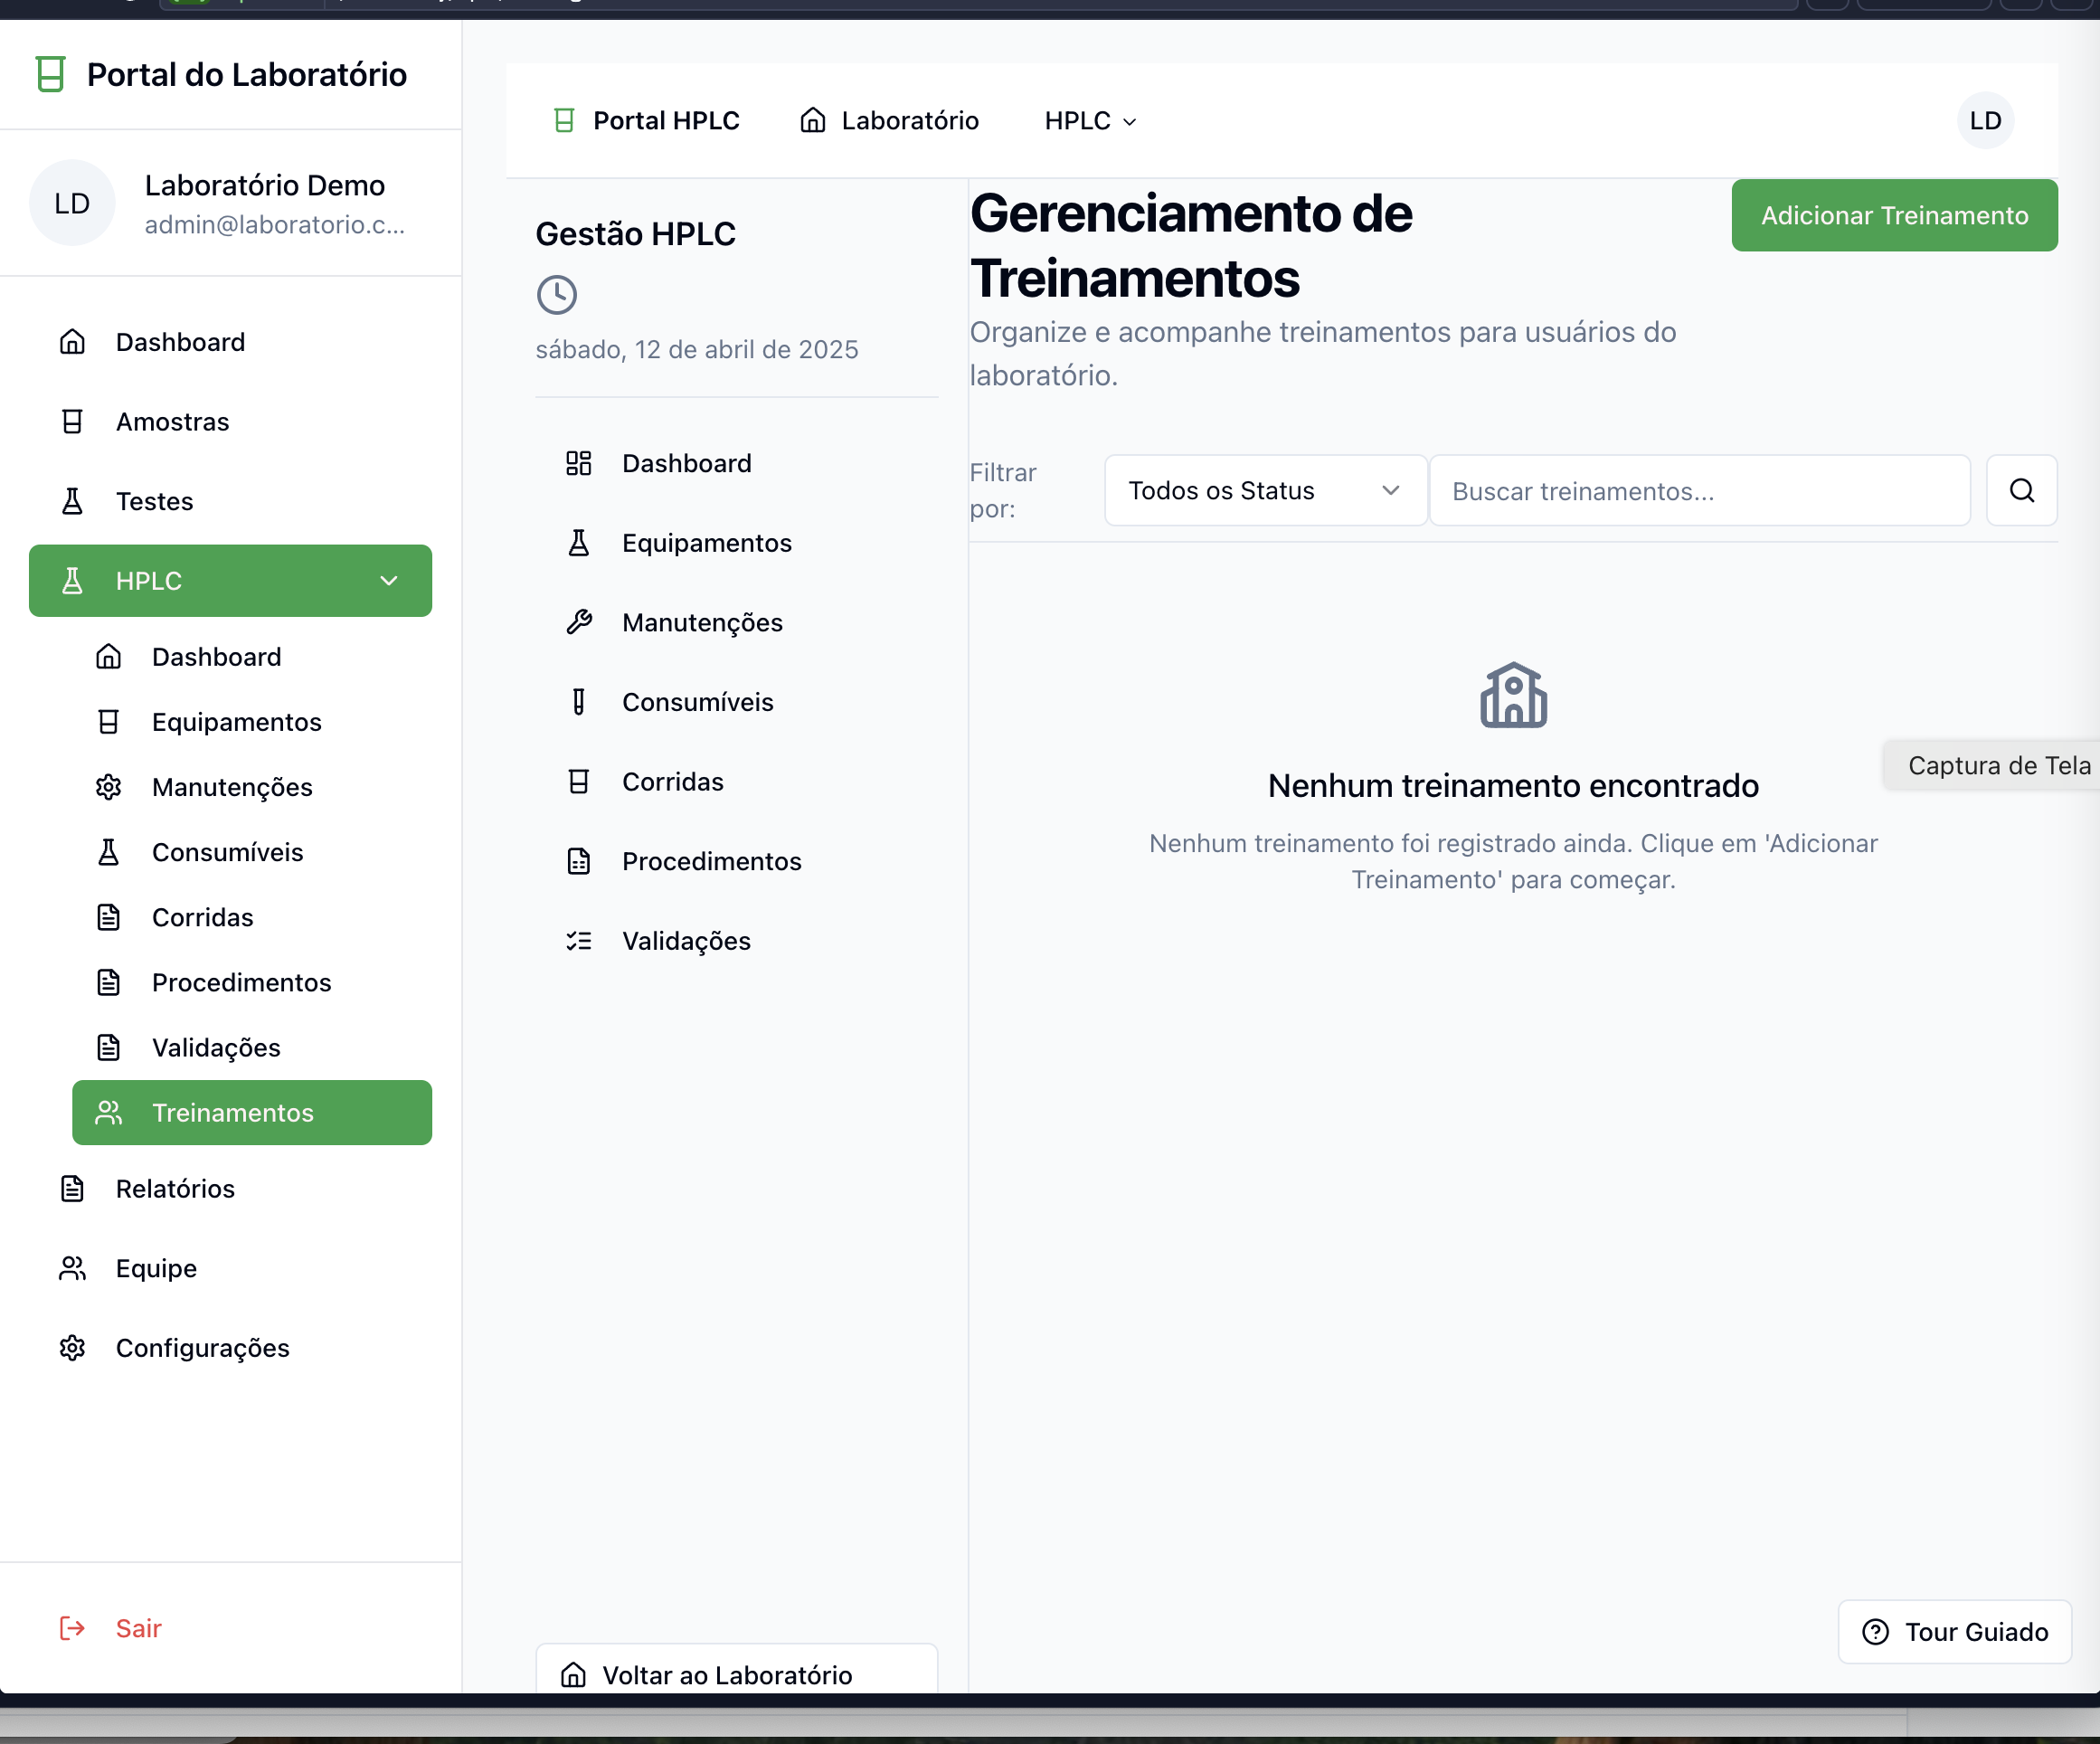 Portal do Laboratório
LD
Laboratório Demo
admin@laboratorio.c...
Dashboard
Amostras
Testes
HPLC
Dashboard
Equipamentos
Manutenções
Consumíveis
Corridas
Procedimentos
Validações
Treinamentos
Relatórios
Equipe
Configurações
Sair
Portal HPLC
Laboratório
HPLC
LD
Gestão HPLC
sábado, 12 de abril de 2025
Dashboard
Equipamentos
Manutenções
Consumíveis
Corridas
Procedimentos
Validações
Voltar ao Laboratório
Gerenciamento de
Treinamentos
Adicionar Treinamento
Organize e acompanhe treinamentos para usuários do
laboratório.
Filtrar
por:
Todos os Status
Buscar treinamentos...
Nenhum treinamento encontrado
Nenhum treinamento foi registrado ainda. Clique em 'Adicionar
Treinamento' para começar.
Captura de Tela
Tour Guiado